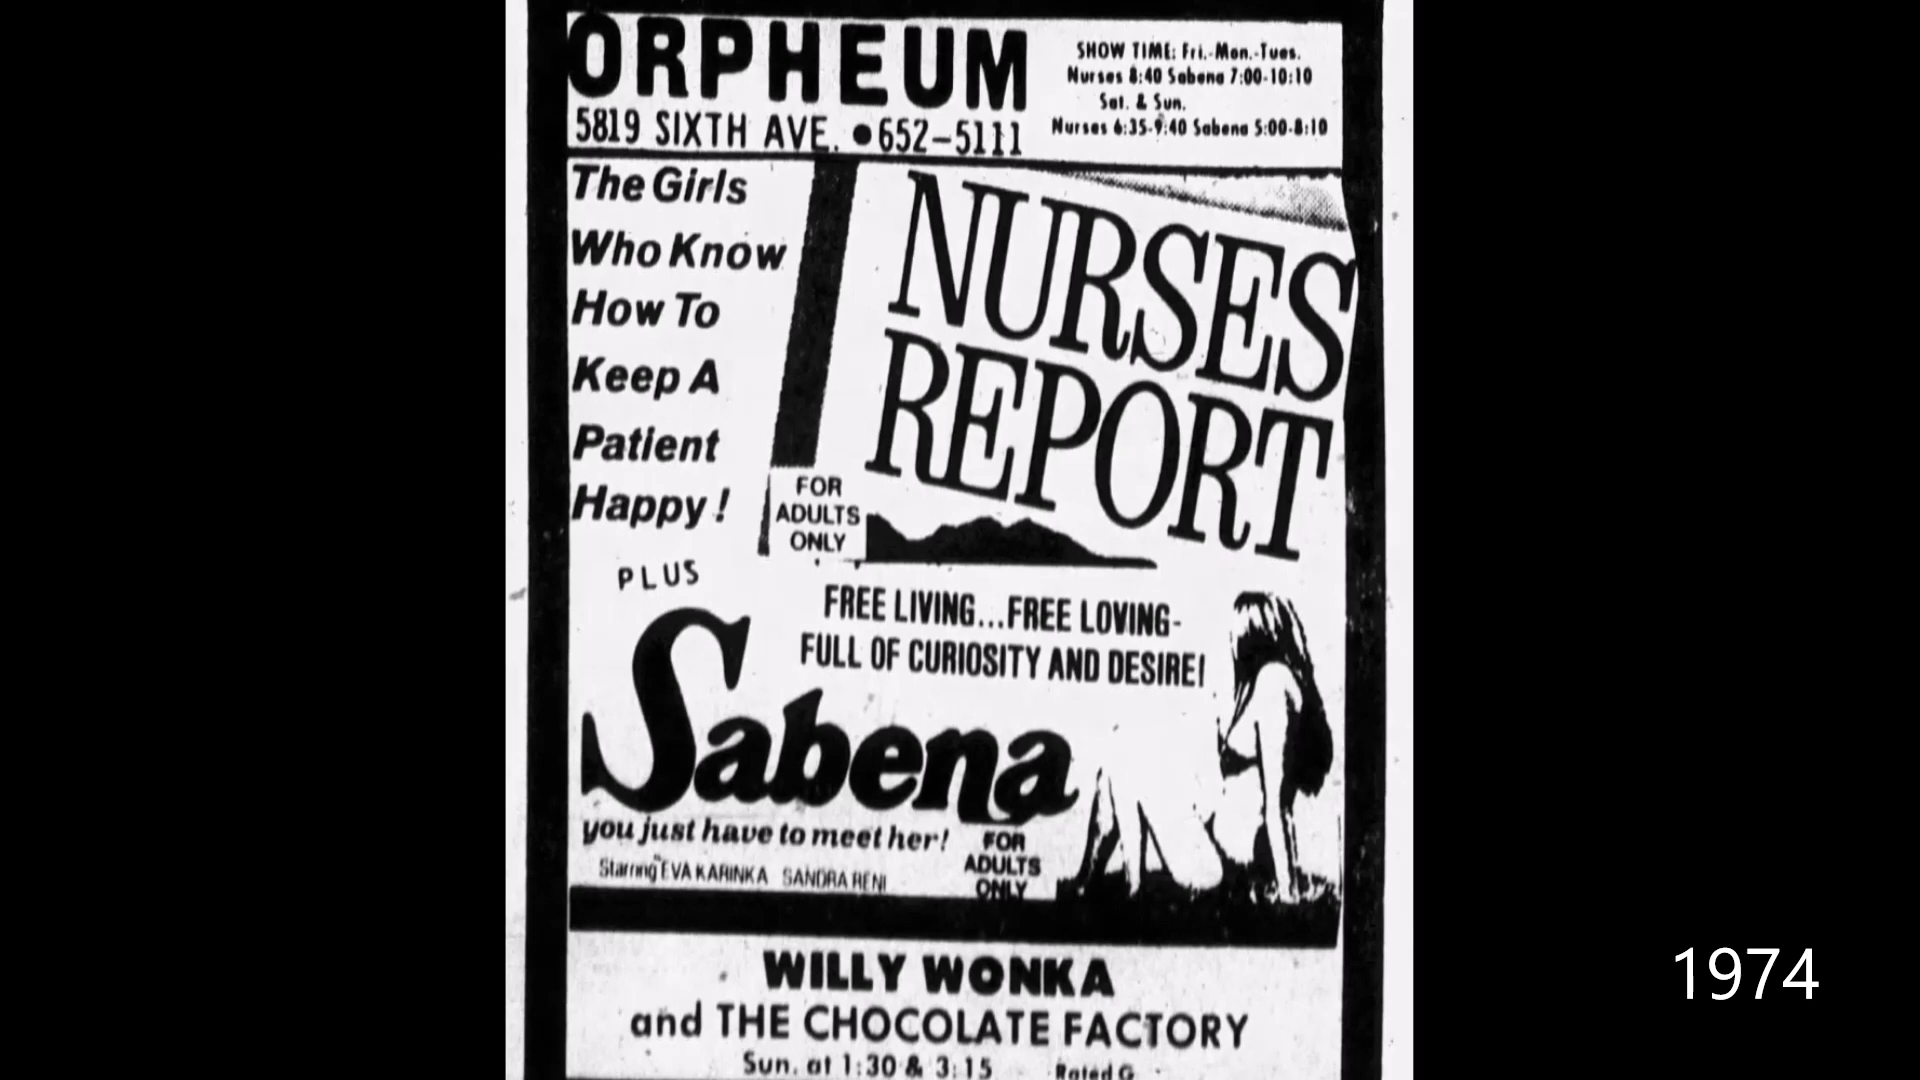 ORPHEUM
5819 SIXTH AVE. •652-5111
SHOW TIME: Fri.-Mon.-Tues.
Nurses 8:40 Sabena 7:00-10:10
Sat. & Sun.
Nurses 6:35-9:40 Sabena 5:00-8:10
The Girls
Who Know
How To
Keep A
Patient
Happy!
NURSES
REPORT
FOR
ADULTS
ONLY
PLUS
FREE LIVING...FREE LOVING-
FULL OF CURIOSITY AND DESIRE!
Sabena
you just have to meet her!
Starring EVA KARINKA SANDRA RENI
FOR
ADULTS
ONLY
WILLY WONKA
and THE CHOCOLATE FACTORY
Sun. at 1:30 & 3:15 Rated G
1974